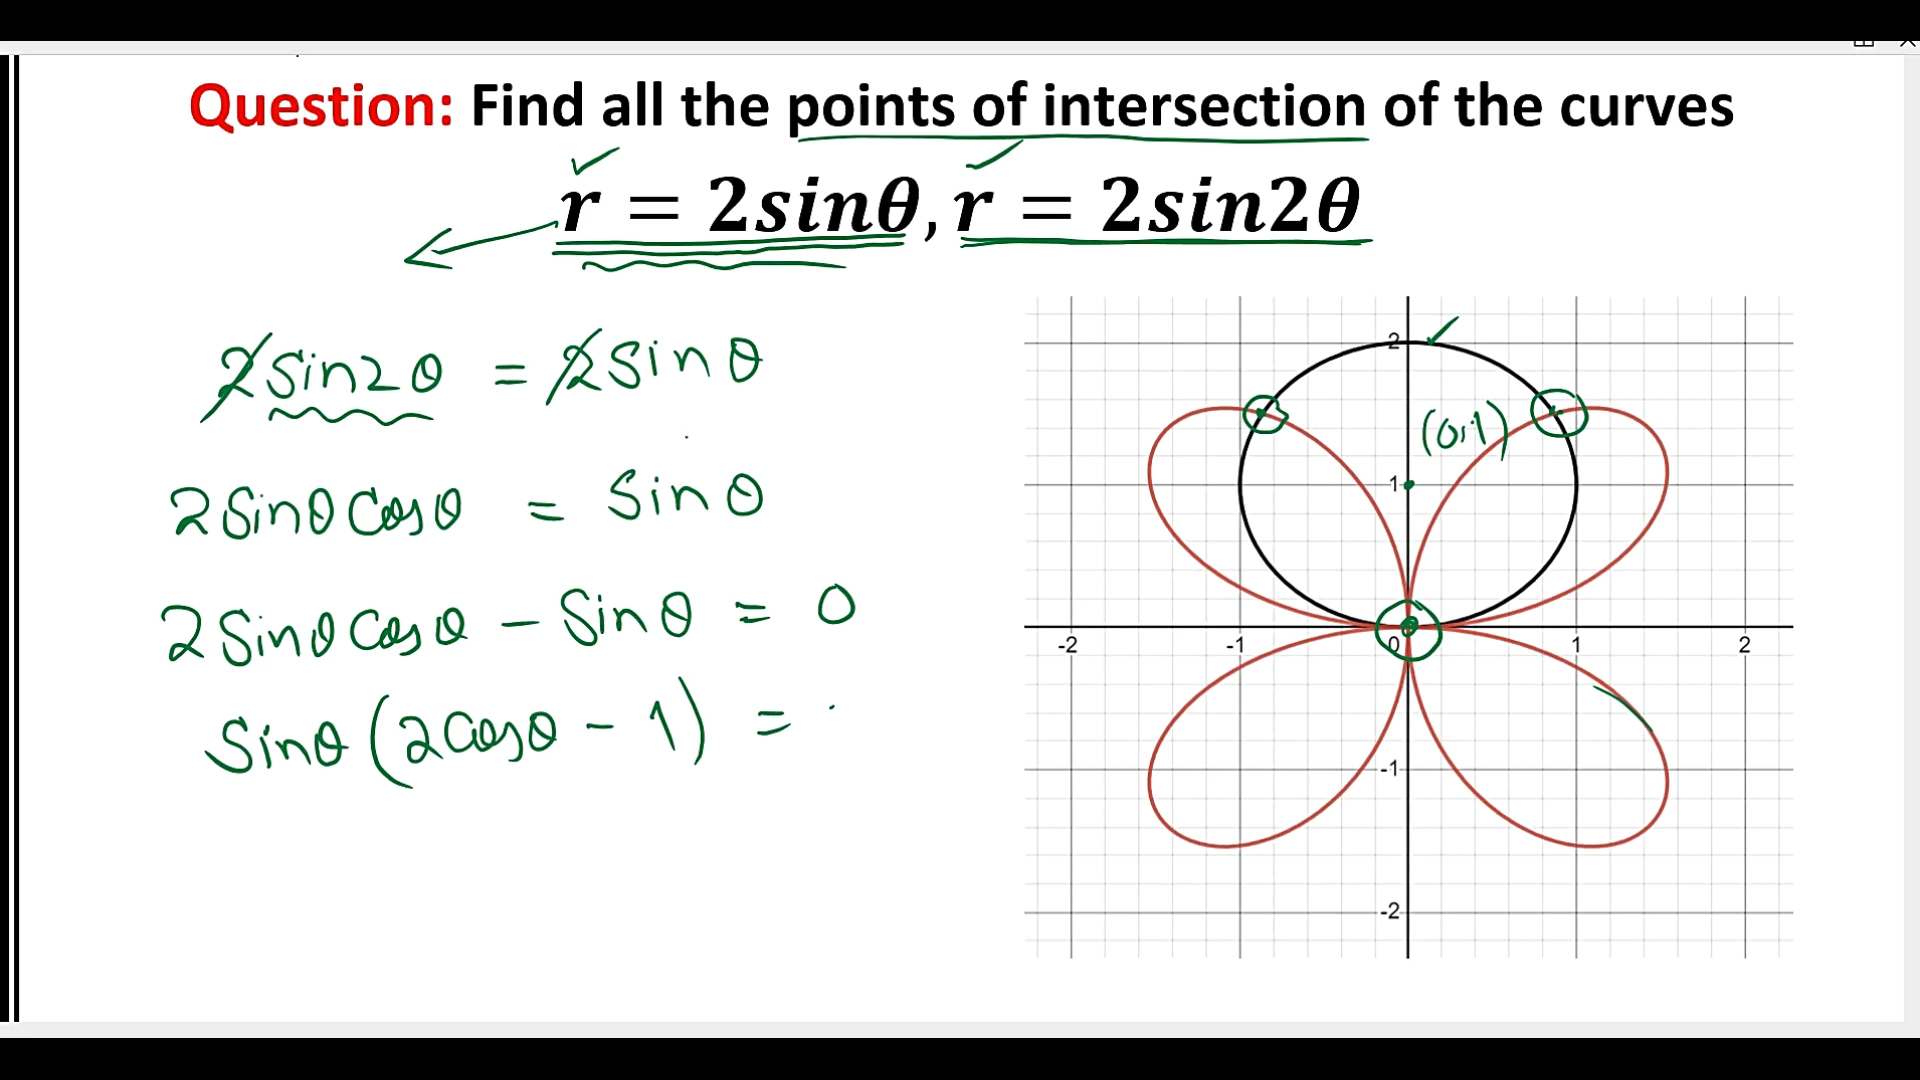 Question: Find all the points of intersection of the curves
r = 2sinθ, r = 2sin2θ
2sin2θ = 2sinθ
2sinθcosθ = sinθ
2sinθcosθ - sinθ = 0
sinθ(2cosθ - 1) =
2
(0,1)
1
-2 -1 0 1 2
-1
-2